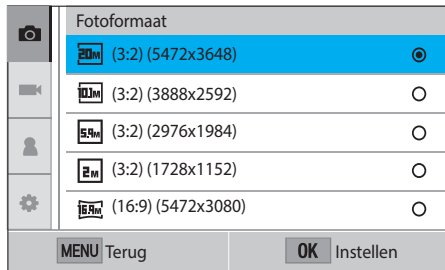 Fotoformaat
20M (3:2) (5472x3648)
10.1M (3:2) (3888x2592)
5.9M (3:2) (2976x1984)
2M (3:2) (1728x1152)
16.9M (16:9) (5472x3080)
MENU Terug OK Instellen